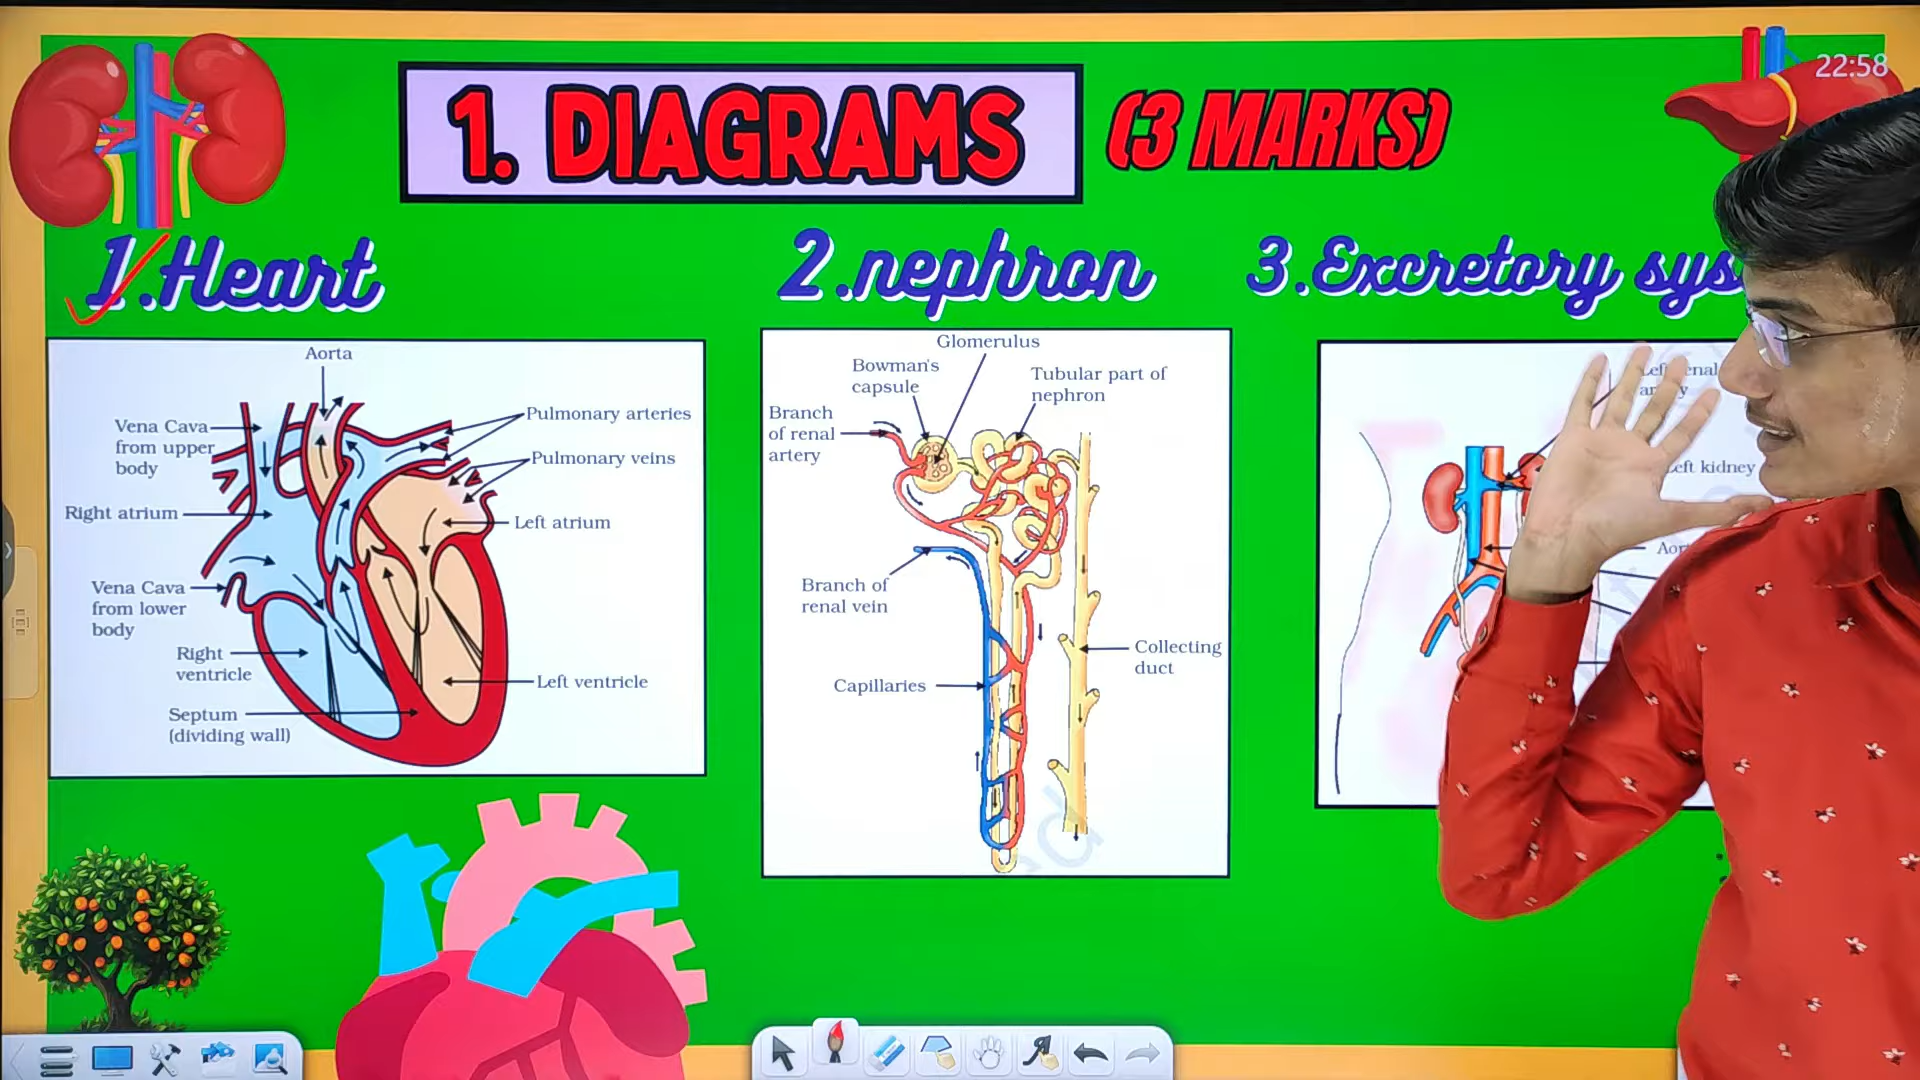 22:58
1. DIAGRAMS (3 MARKS)
1.Heart
2.nephron
3.Excretory sys
Aorta
Vena Cava
from upper
body
Right atrium
Vena Cava
from lower
body
Right
ventricle
Septum
(dividing wall)
Pulmonary arteries
Pulmonary veins
Left atrium
Left ventricle
Glomerulus
Bowman's
capsule
Tubular part of
nephron
Branch
of renal
artery
Branch of
renal vein
Capillaries
Collecting
duct
Left kidney